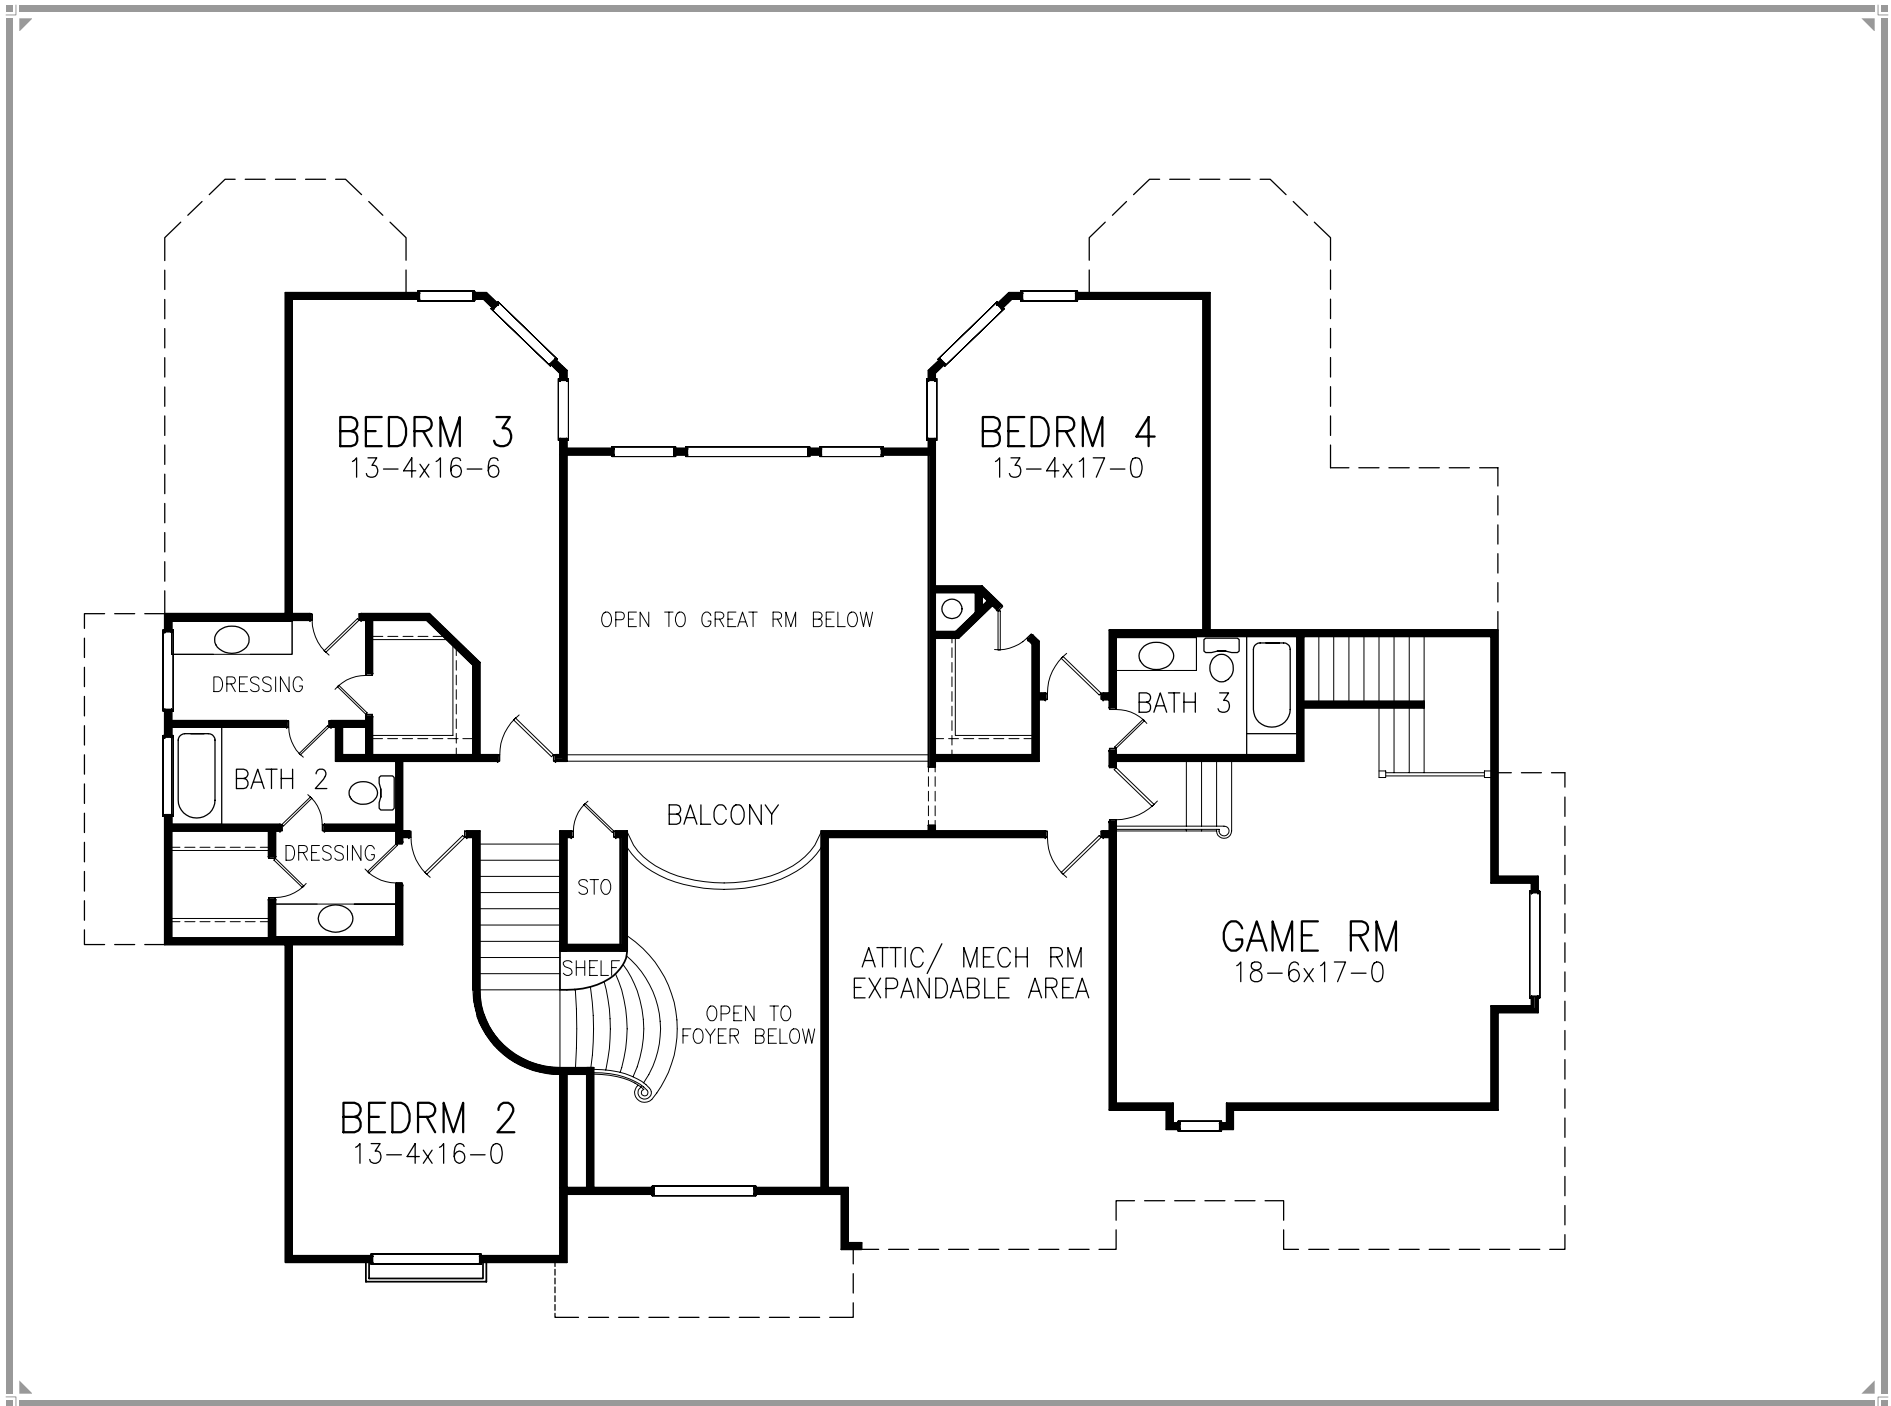 BEDRM 3
13-4x16-6
BEDRM 4
13-4x17-0
OPEN TO GREAT RM BELOW
DRESSING
BATH 3
BATH 2
BALCONY
DRESSING
STO
SHELF
ATTIC/ MECH RM
EXPANDABLE AREA
GAME RM
18-6x17-0
OPEN TO
FOYER BELOW
BEDRM 2
13-4x16-0